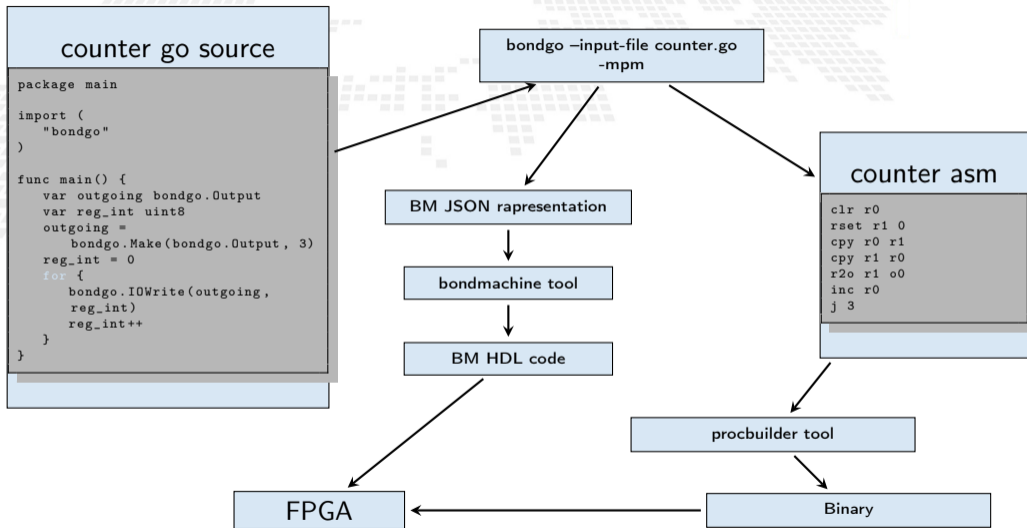 counter go source
package main
import (
"bondgo"
)
func main() {
var outgoing bondgo.Output
var reg_int uint8
outgoing =
bondgo.Make(bondgo.Output, 3)
reg_int = 0
for {
bondgo.IOWrite(outgoing,
reg_int)
reg_int++
}
}
bondgo –input-file counter.go
-mpm
BM JSON rapresentation
bondmachine tool
BM HDL code
FPGA
counter asm
clr r0
rset r1 0
cpy r0 r1
cpy r1 r0
r2o r1 o0
inc r0
j 3
procbuilder tool
Binary